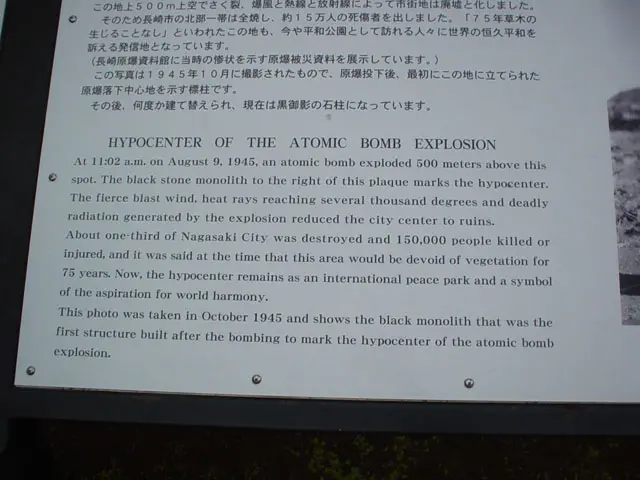 この地上５００ｍ上空でさく裂、爆風と熱線と放射線によって市街地は廃墟と化しました。
そのため長崎市の北部一帯は全焼し、約１５万人の死傷者を出しました。「７５年草木の
生じることなし」といわれたこの地も、今や平和公園として訪れる人々に世界の恒久平和を
訴える発信地となっています。
（長崎原爆資料館に当時の惨状を示す原爆被災資料を展示しています。）
この写真は１９４５年１０月に撮影されたもので、原爆投下後、最初にこの地に立てられた
原爆落下中心地を示す標柱です。
その後、何度か建て替えられ、現在は黒御影の石柱になっています。
HYPOCENTER OF THE ATOMIC BOMB EXPLOSION
At 11:02 a.m. on August 9, 1945, an atomic bomb exploded 500 meters above this
spot. The black stone monolith to the right of this plaque marks the hypocenter.
The fierce blast wind, heat rays reaching several thousand degrees and deadly
radiation generated by the explosion reduced the city center to ruins.
About one-third of Nagasaki City was destroyed and 150,000 people killed or
injured, and it was said at the time that this area would be devoid of vegetation for
75 years. Now, the hypocenter remains as an international peace park and a symbol
of the aspiration for world harmony.
This photo was taken in October 1945 and shows the black monolith that was the
first structure built after the bombing to mark the hypocenter of the atomic bomb
explosion.